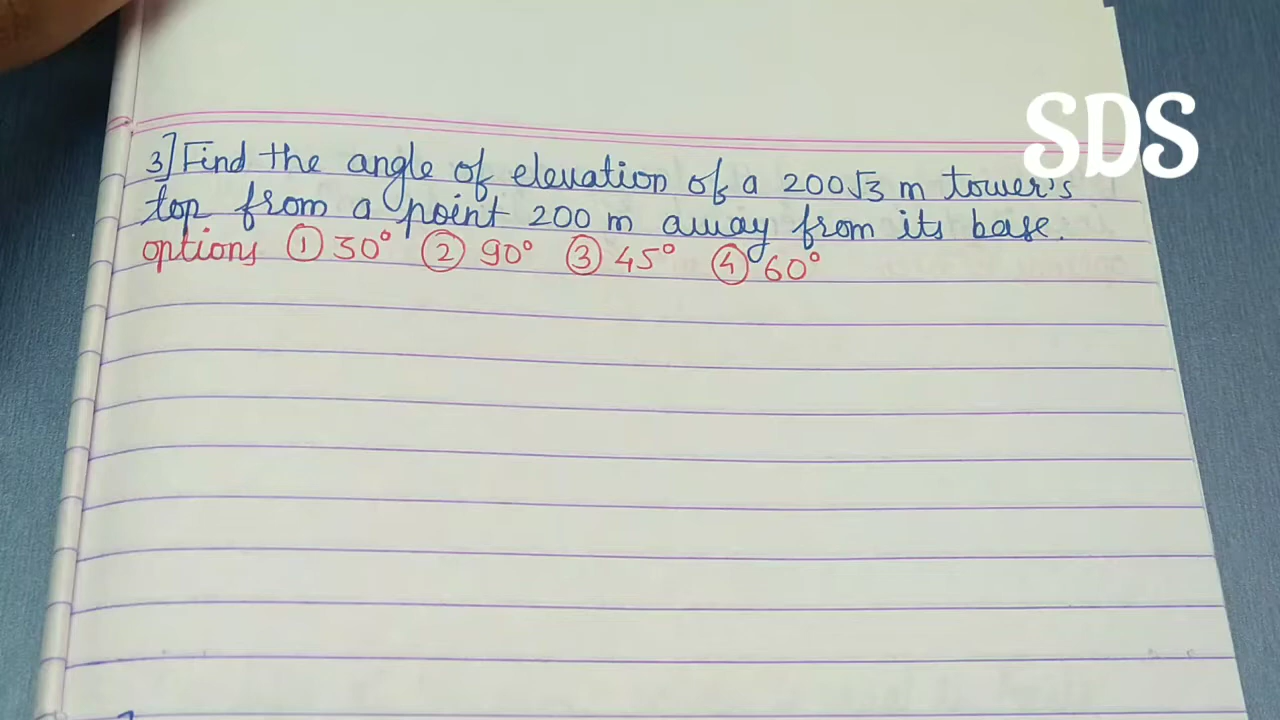 SDS
3] Find the angle of elevation of a 200√3 m tower's
top from a point 200 m away from its base.
options ① 30° ② 90° ③ 45° ④ 60°